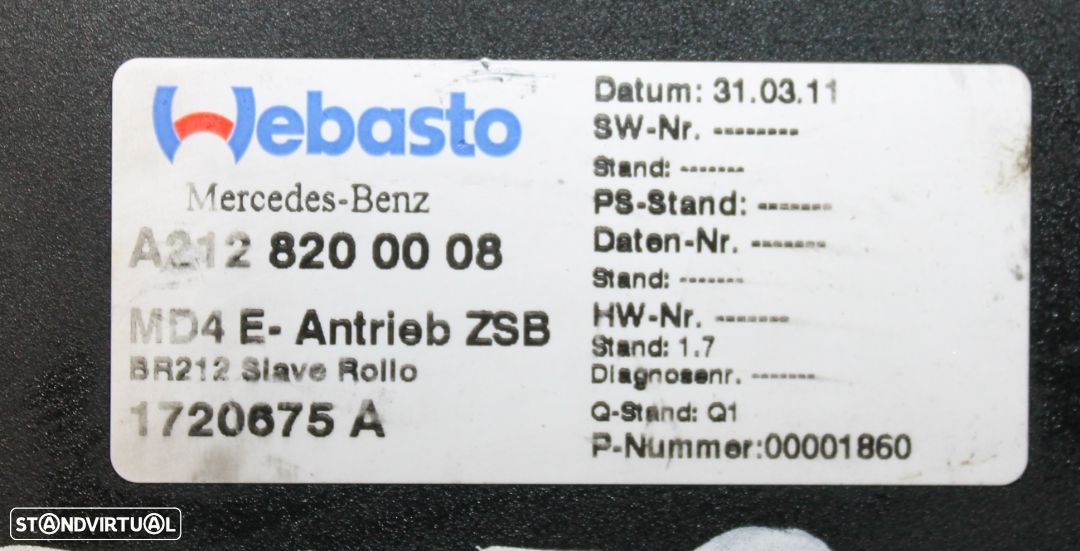 Webasto
Mercedes-Benz
A212 820 00 08
MD4 E- Antrieb ZSB
BR212 Slave Rollo
1720675 A
Datum: 31.03.11
SW-Nr. --------
Stand: -------
PS-Stand: -------
Daten-Nr. -------
Stand: -------
HW-Nr. -------
Stand: 1.7
Diagnosenr. -------
Q-Stand: Q1
P-Nummer:00001860
STANDVIRTUAL